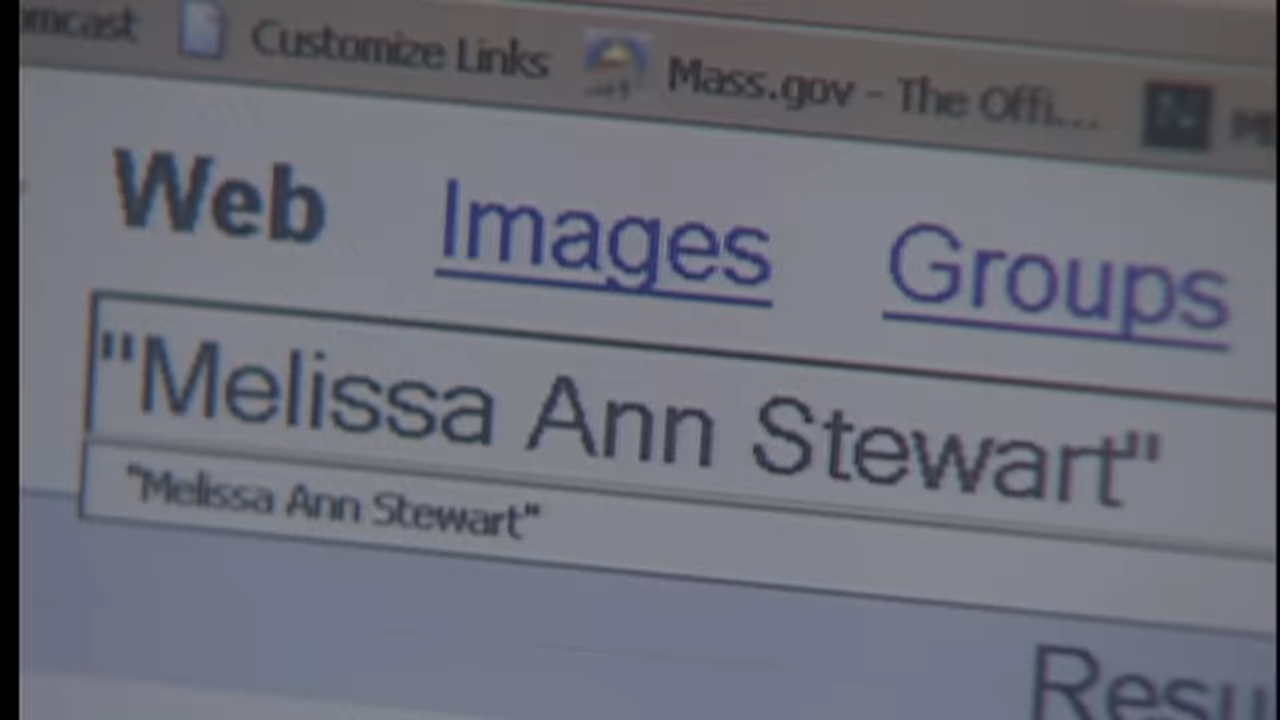 Customize Links Mass.gov - The Offi...
Web Images Groups
"Melissa Ann Stewart"
"Melissa Ann Stewart"